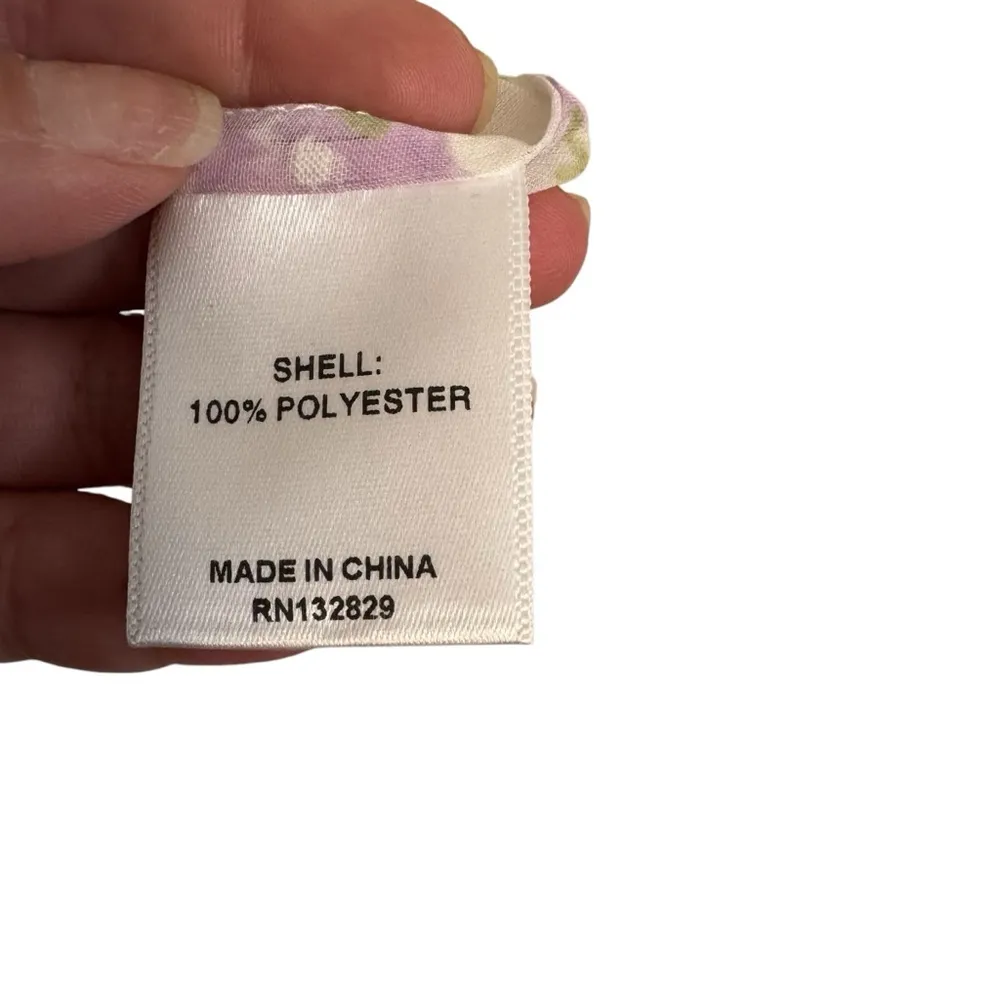 SHELL:
100% POLYESTER
MADE IN CHINA
RN132829